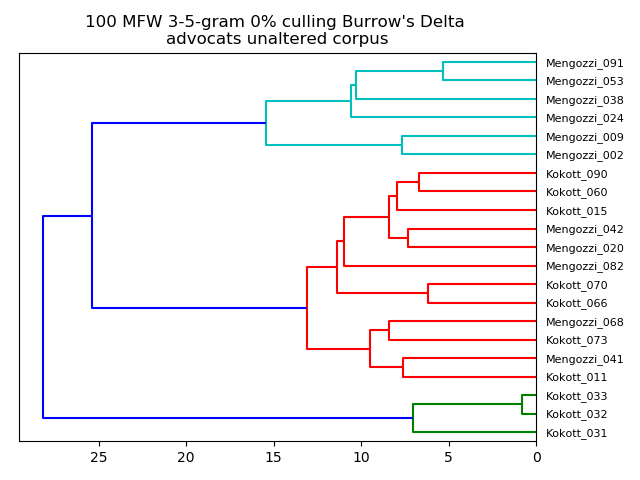 100 MFW 3-5-gram 0% culling Burrow's Delta
advocats unaltered corpus
Mengozzi_091
Mengozzi_053
Mengozzi_038
Mengozzi_024
Mengozzi_009
Mengozzi_002
Kokott_090
Kokott_060
Kokott_015
Mengozzi_042
Mengozzi_020
Mengozzi_082
Kokott_070
Kokott_066
Mengozzi_068
Kokott_073
Mengozzi_041
Kokott_011
Kokott_033
Kokott_032
Kokott_031
25 20 15 10 5 0